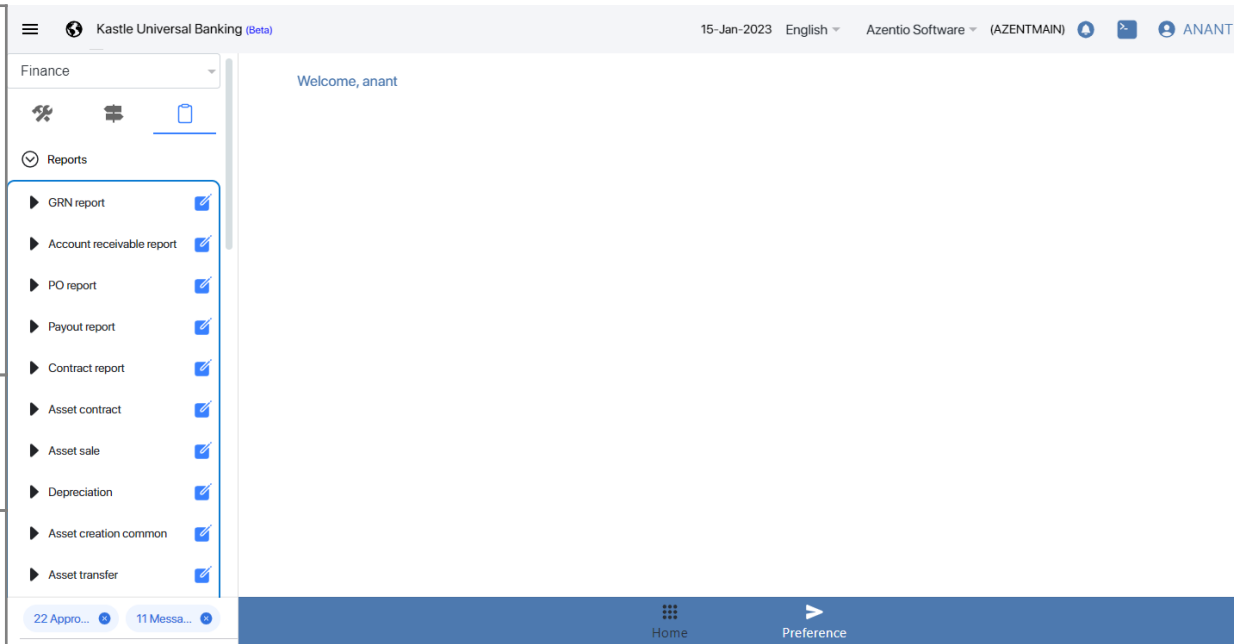 Kastle Universal Banking (Beta)
15-Jan-2023 English Azentio Software (AZENTMAIN) ANANT
Finance
Welcome, anant
Reports
GRN report
Account receivable report
PO report
Payout report
Contract report
Asset contract
Asset sale
Depreciation
Asset creation common
Asset transfer
22 Appro... 11 Messa...
Home Preference